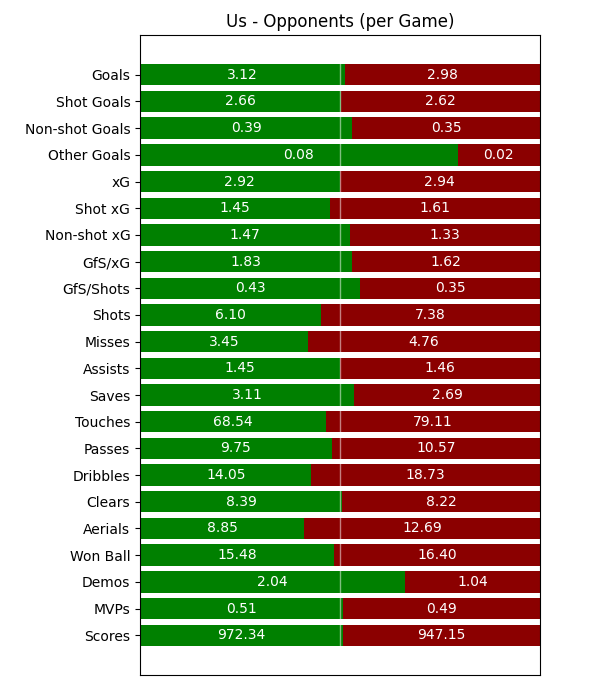 Us - Opponents (per Game)
Goals 3.12 2.98
Shot Goals 2.66 2.62
Non-shot Goals 0.39 0.35
Other Goals 0.08 0.02
xG 2.92 2.94
Shot xG 1.45 1.61
Non-shot xG 1.47 1.33
GfS/xG 1.83 1.62
GfS/Shots 0.43 0.35
Shots 6.10 7.38
Misses 3.45 4.76
Assists 1.45 1.46
Saves 3.11 2.69
Touches 68.54 79.11
Passes 9.75 10.57
Dribbles 14.05 18.73
Clears 8.39 8.22
Aerials 8.85 12.69
Won Ball 15.48 16.40
Demos 2.04 1.04
MVPs 0.51 0.49
Scores 972.34 947.15